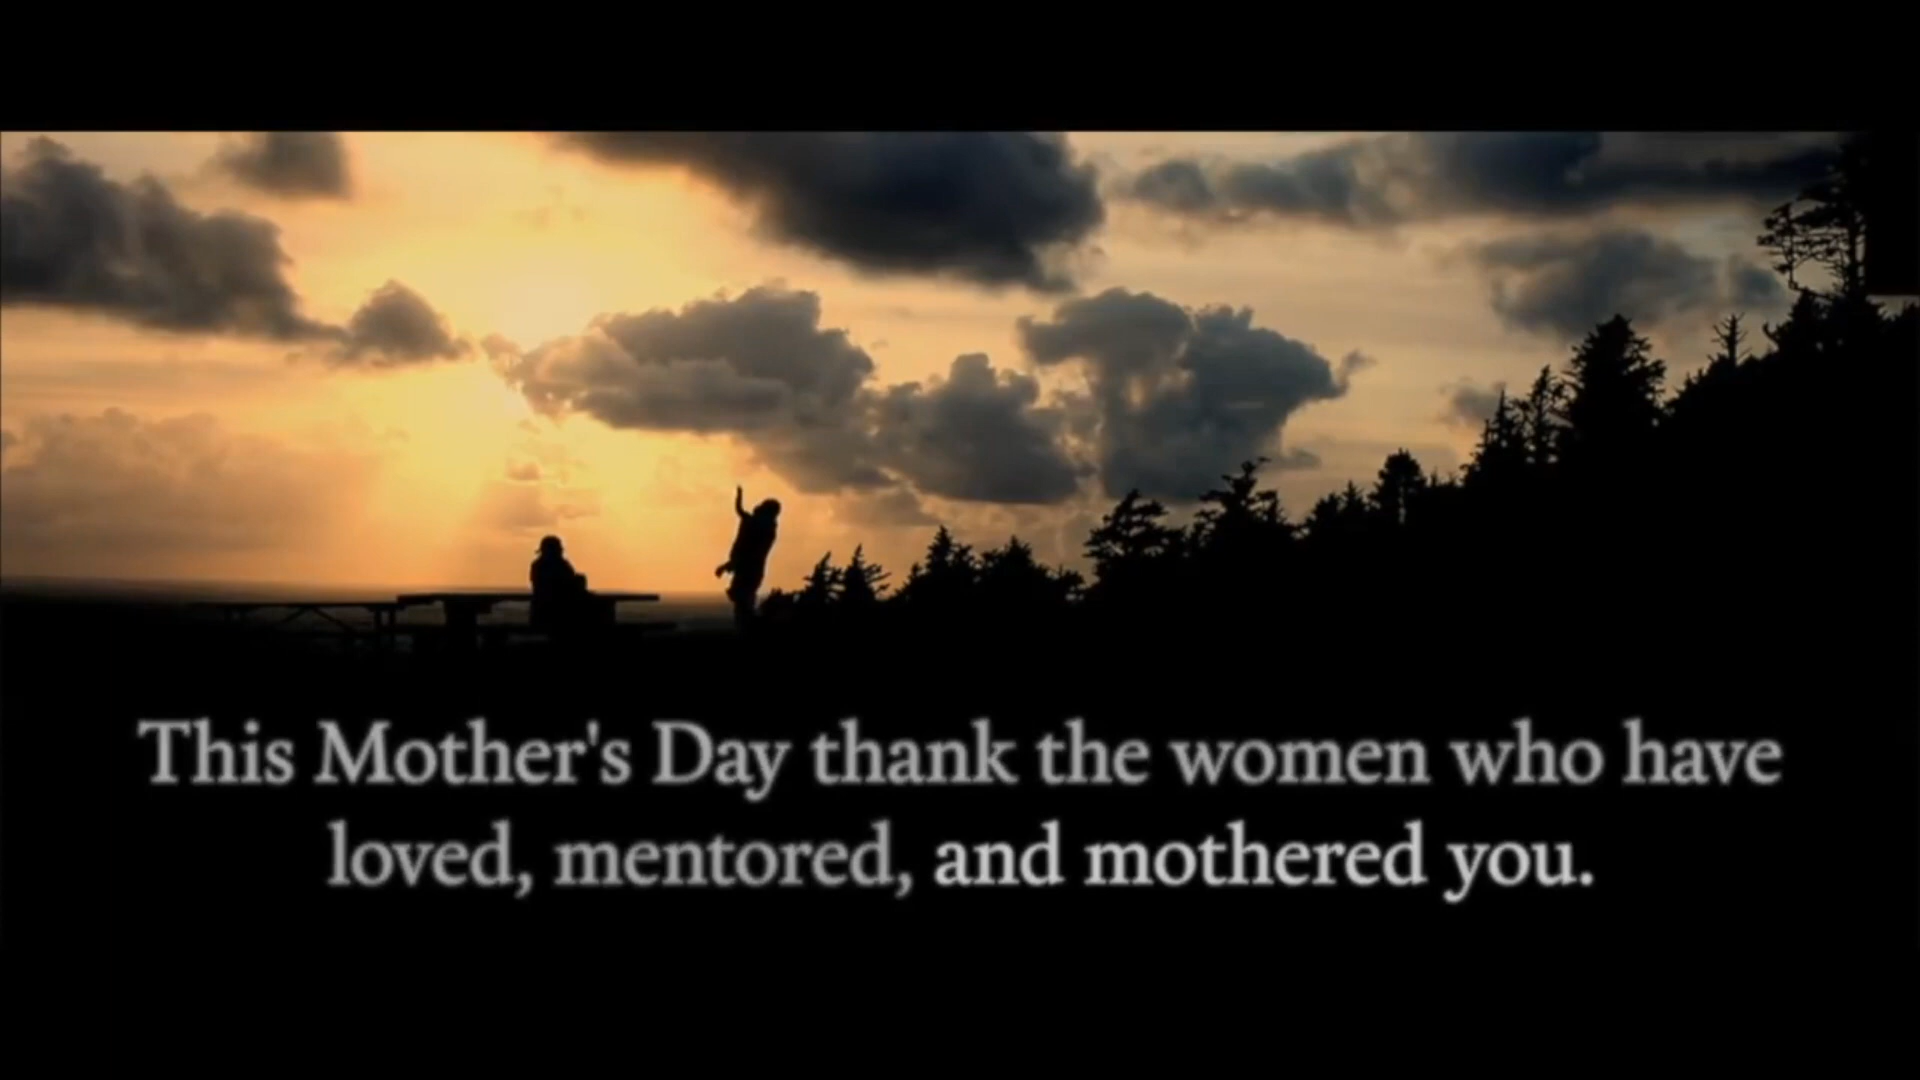 This Mother's Day thank the women who have
loved, mentored, and mothered you.